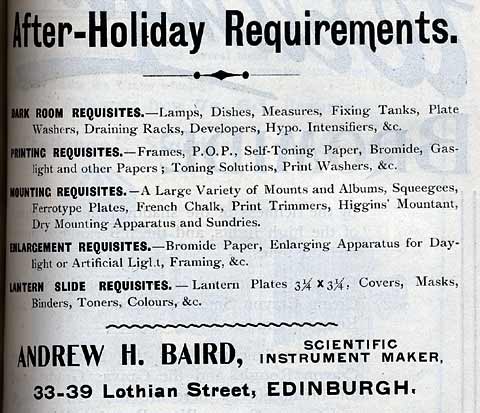 After-Holiday Requirements.
DARK ROOM REQUISITES.—Lamps, Dishes, Measures, Fixing Tanks, Plate
Washers, Draining Racks, Developers, Hypo. Intensifiers, &c.
PRINTING REQUISITES.—Frames, P.O.P., Self-Toning Paper, Bromide, Gas-
light and other Papers; Toning Solutions, Print Washers, &c.
MOUNTING REQUISITES.—A Large Variety of Mounts and Albums, Squeegees,
Ferrotype Plates, French Chalk, Print Trimmers, Higgins' Mountant,
Dry Mounting Apparatus and Sundries.
ENLARGEMENT REQUISITES.—Bromide Paper, Enlarging Apparatus for Day-
light or Artificial Light, Framing, &c.
LANTERN SLIDE REQUISITES.—Lantern Plates 3¼ x 3¼, Covers, Masks,
Binders, Toners, Colours, &c.
ANDREW H. BAIRD, SCIENTIFIC
INSTRUMENT MAKER,
33-39 Lothian Street, EDINBURGH.